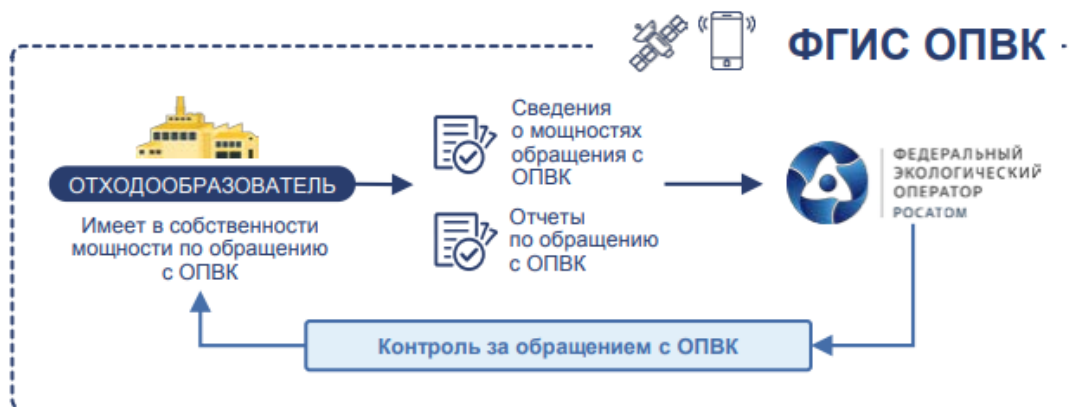 ФГИС ОПВК
Сведения
о мощностях
обращения с
ОПВК
ОТХОДООБРАЗОВАТЕЛЬ
Имеет в собственности
мощности по обращению
с ОПВК
Отчеты
по обращению
с ОПВК
ФЕДЕРАЛЬНЫЙ
ЭКОЛОГИЧЕСКИЙ
ОПЕРАТОР
РОСАТОМ
Контроль за обращением с ОПВК